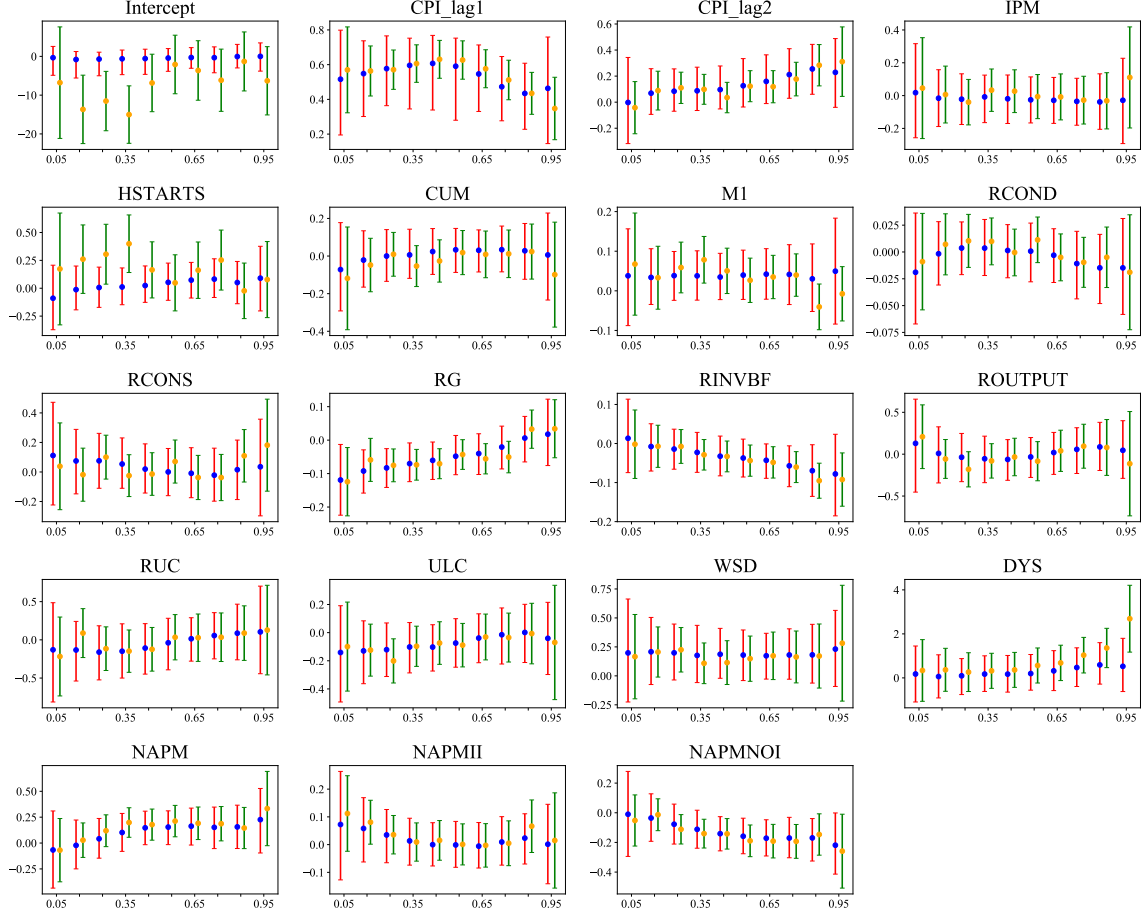 Intercept CPI_lag1 CPI_lag2 IPM
0 0.8 0.6 0.2
−10 0.6 0.4 0.0
−20 0.4 0.2 −0.2
0.2 0.0
−0.2
0.05 0.35 0.65 0.95 0.05 0.35 0.65 0.95 0.05 0.35 0.65 0.95 0.05 0.35 0.65 0.95
HSTARTS CUM M1 RCOND
0.50 0.2 0.2 0.025
0.25 0.0 0.1 0.000
0.00 −0.2 0.0 −0.025
−0.25 −0.4 −0.1 −0.050
−0.075
0.05 0.35 0.65 0.95 0.05 0.35 0.65 0.95 0.05 0.35 0.65 0.95 0.05 0.35 0.65 0.95
RCONS RG RINVBF ROUTPUT
0.4 0.1 0.1 0.5
0.2 0.0 0.0 0.0
0.0 −0.1 −0.1 −0.5
−0.2 −0.2 −0.2
0.05 0.35 0.65 0.95 0.05 0.35 0.65 0.95 0.05 0.35 0.65 0.95 0.05 0.35 0.65 0.95
RUC ULC WSD DYS
0.5 0.2 0.75 4
0.0 0.0 0.50 2
−0.5 −0.2 0.25 0
−0.4 0.00
−0.25
0.05 0.35 0.65 0.95 0.05 0.35 0.65 0.95 0.05 0.35 0.65 0.95 0.05 0.35 0.65 0.95
NAPM NAPMII NAPMNOI
0.50 0.2 0.2
0.25 0.1 0.0
0.00 0.0 −0.2
−0.25 −0.1 −0.4
0.05 0.35 0.65 0.95 0.05 0.35 0.65 0.95 0.05 0.35 0.65 0.95